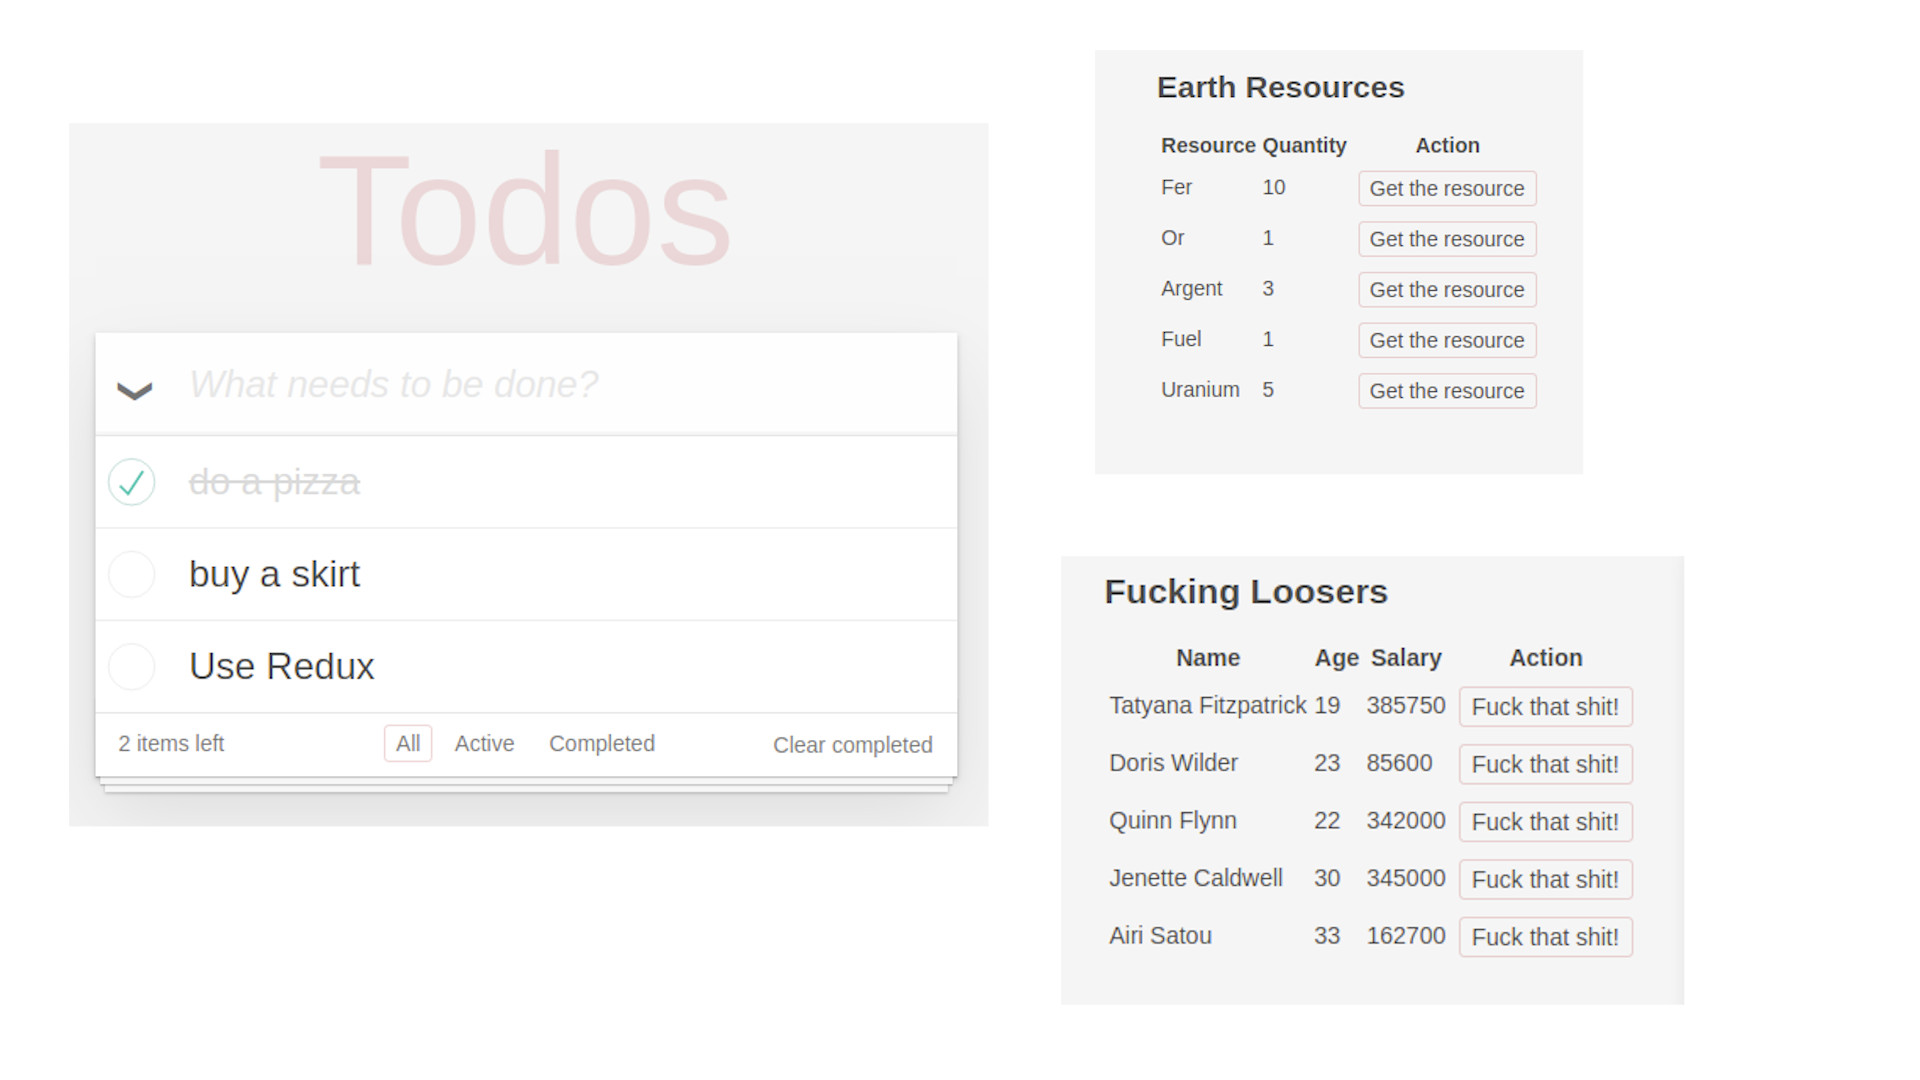 Todos
What needs to be done?
do a pizza
buy a skirt
Use Redux
2 items left All Active Completed Clear completed
Earth Resources
Resource Quantity Action
Fer 10 Get the resource
Or 1 Get the resource
Argent 3 Get the resource
Fuel 1 Get the resource
Uranium 5 Get the resource
Fucking Loosers
Name Age Salary Action
Tatyana Fitzpatrick 19 385750 Fuck that shit!
Doris Wilder 23 85600 Fuck that shit!
Quinn Flynn 22 342000 Fuck that shit!
Jenette Caldwell 30 345000 Fuck that shit!
Airi Satou 33 162700 Fuck that shit!